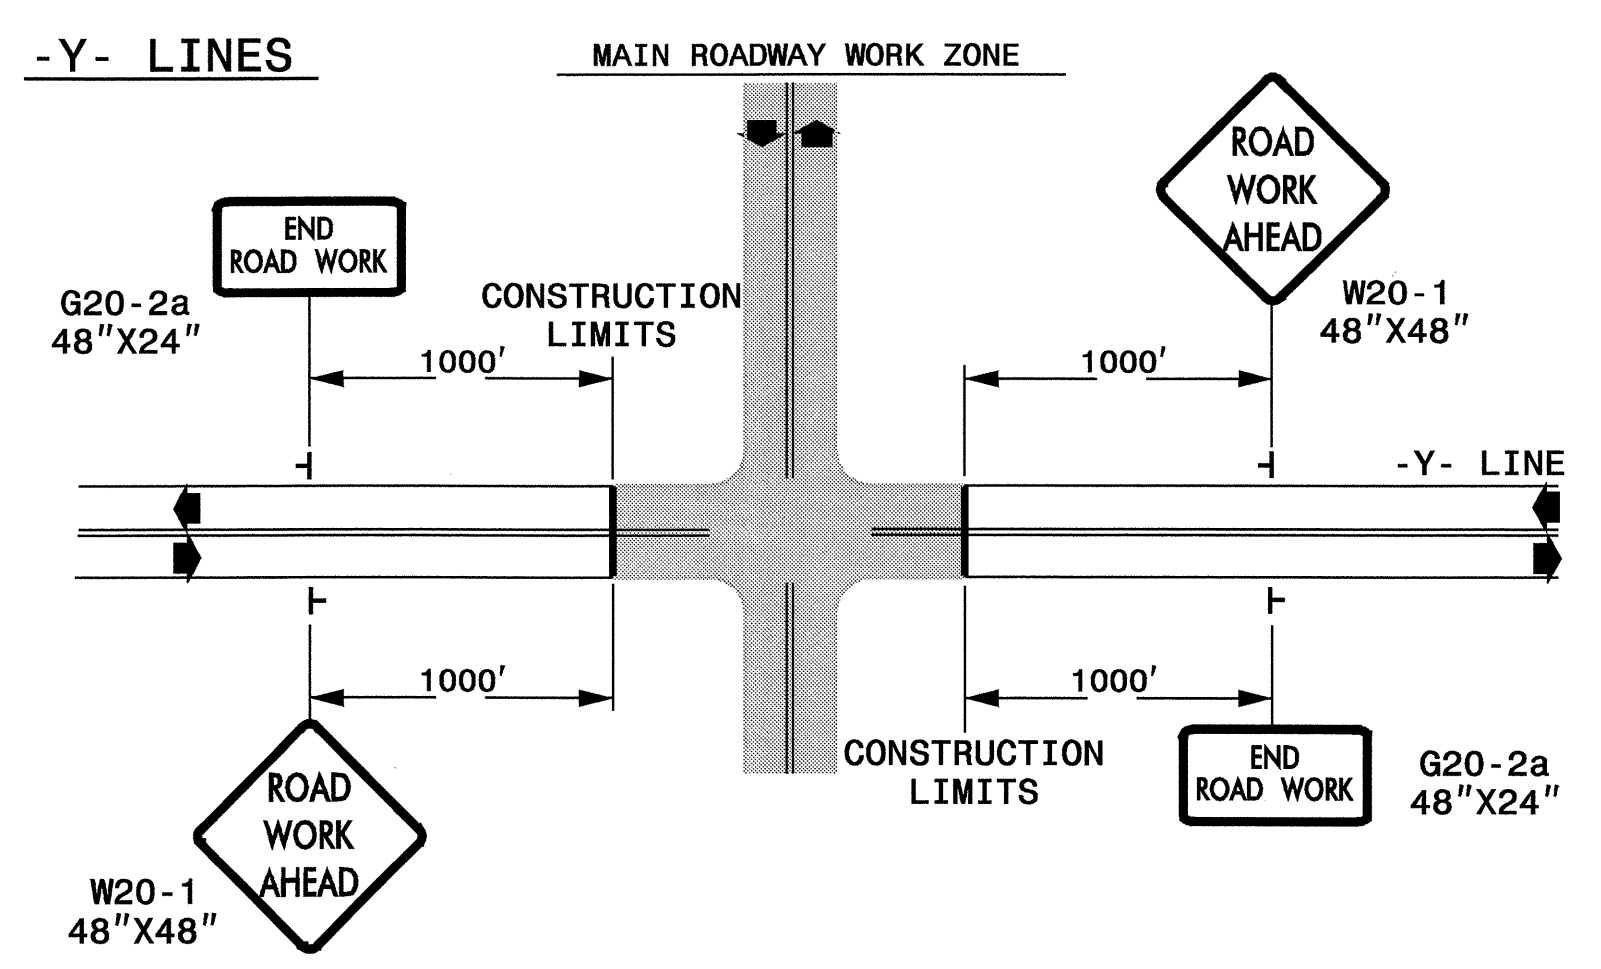 -Y- LINES
MAIN ROADWAY WORK ZONE
ROAD
WORK
AHEAD
W20-1
48"X48"
END
ROAD WORK
G20-2a
48"X24"
CONSTRUCTION
LIMITS
1000'
1000'
-Y- LINE
1000'
1000'
CONSTRUCTION
LIMITS
ROAD
WORK
AHEAD
W20-1
48"X48"
END
ROAD WORK
G20-2a
48"X24"